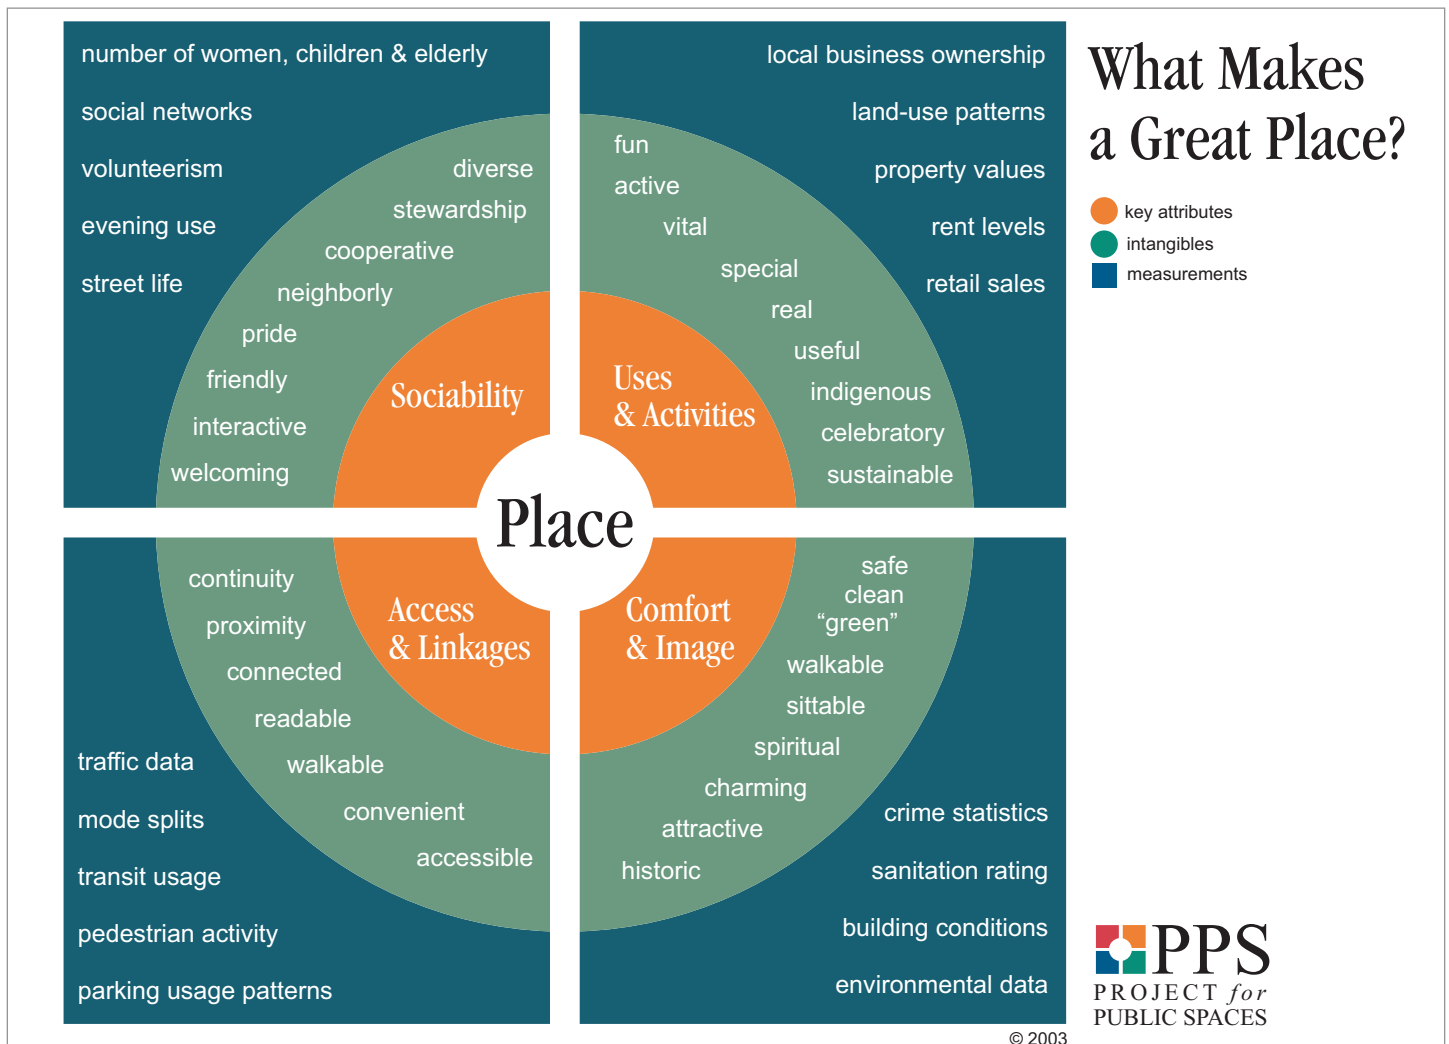 What Makes
a Great Place?
key attributes
intangibles
measurements
number of women, children & elderly
social networks
volunteerism
evening use
street life
diverse
stewardship
cooperative
neighborly
pride
friendly
interactive
welcoming
Sociability
local business ownership
land-use patterns
property values
rent levels
retail sales
fun
active
vital
special
real
useful
indigenous
celebratory
sustainable
Uses
& Activities
Place
continuity
proximity
connected
readable
walkable
convenient
accessible
Access
& Linkages
traffic data
mode splits
transit usage
pedestrian activity
parking usage patterns
Comfort
& Image
safe
clean
“green”
walkable
sittable
spiritual
charming
attractive
historic
crime statistics
sanitation rating
building conditions
environmental data
PPS
PROJECT for
PUBLIC SPACES
© 2003